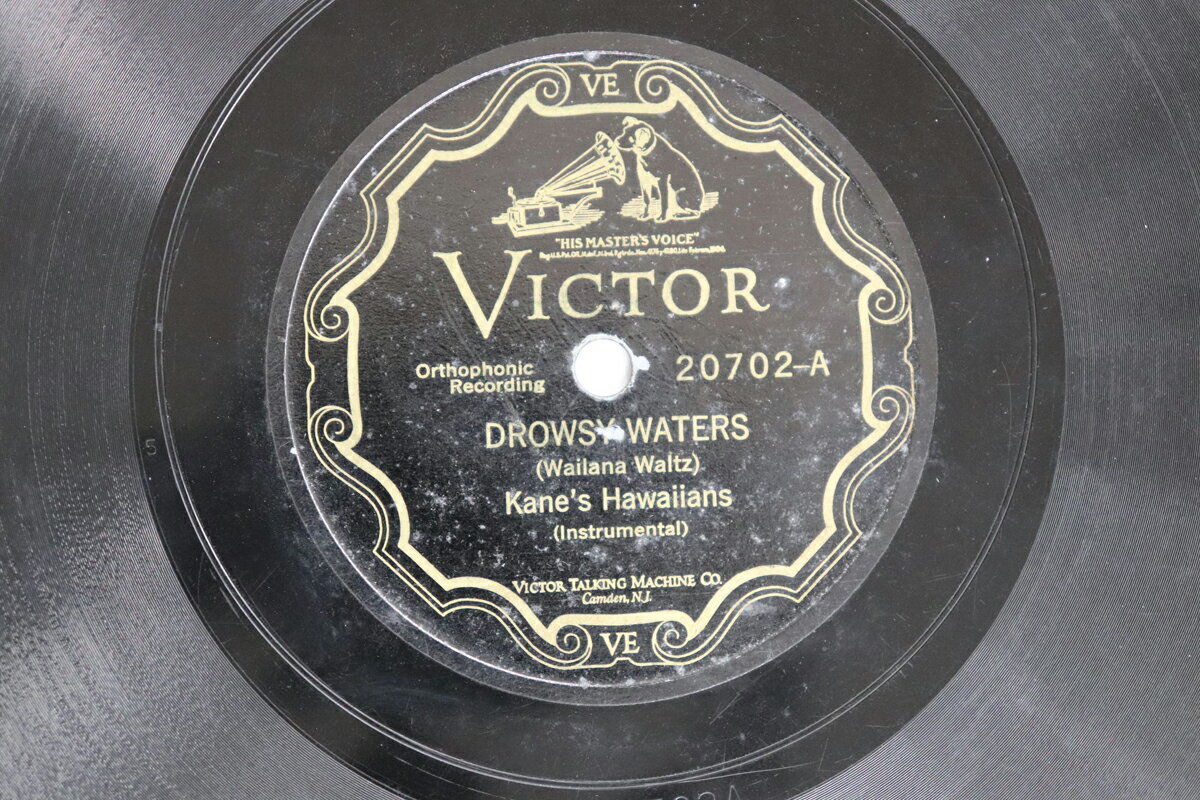 VE
"HIS MASTER'S VOICE"
VICTOR
Orthophonic
Recording
20702-A
DROWSY WATERS
(Wailana Waltz)
Kane's Hawaiians
(Instrumental)
VICTOR TALKING MACHINE CO.
Camden, N.J.
VE
5